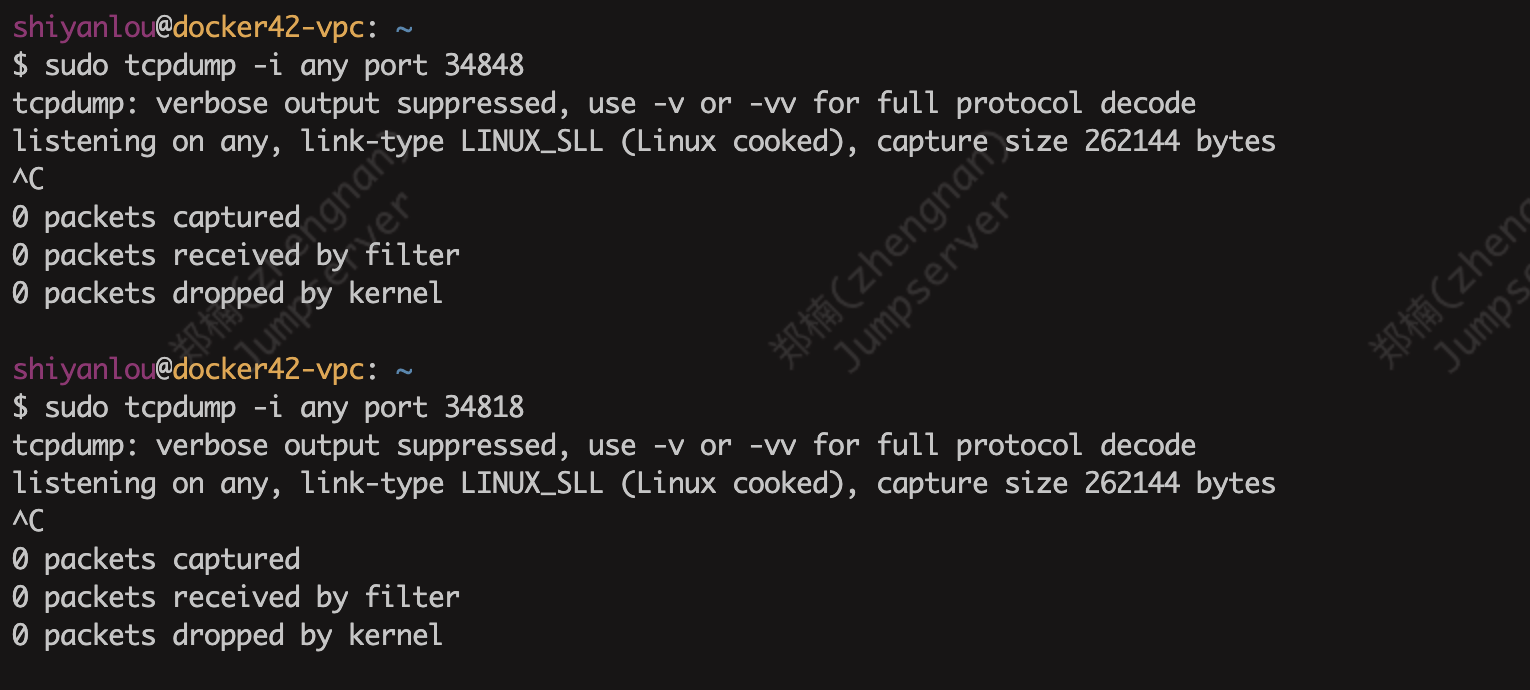 shiyanlou@docker42-vpc: ~
$ sudo tcpdump -i any port 34848
tcpdump: verbose output suppressed, use -v or -vv for full protocol decode
listening on any, link-type LINUX_SLL (Linux cooked), capture size 262144 bytes
^C
0 packets captured
0 packets received by filter
0 packets dropped by kernel
shiyanlou@docker42-vpc: ~
$ sudo tcpdump -i any port 34818
tcpdump: verbose output suppressed, use -v or -vv for full protocol decode
listening on any, link-type LINUX_SLL (Linux cooked), capture size 262144 bytes
^C
0 packets captured
0 packets received by filter
0 packets dropped by kernel
郑楠(zhengnan)
Jumpserver
郑楠(zhengnan)
Jumpserver
郑楠(zheng
Jumps